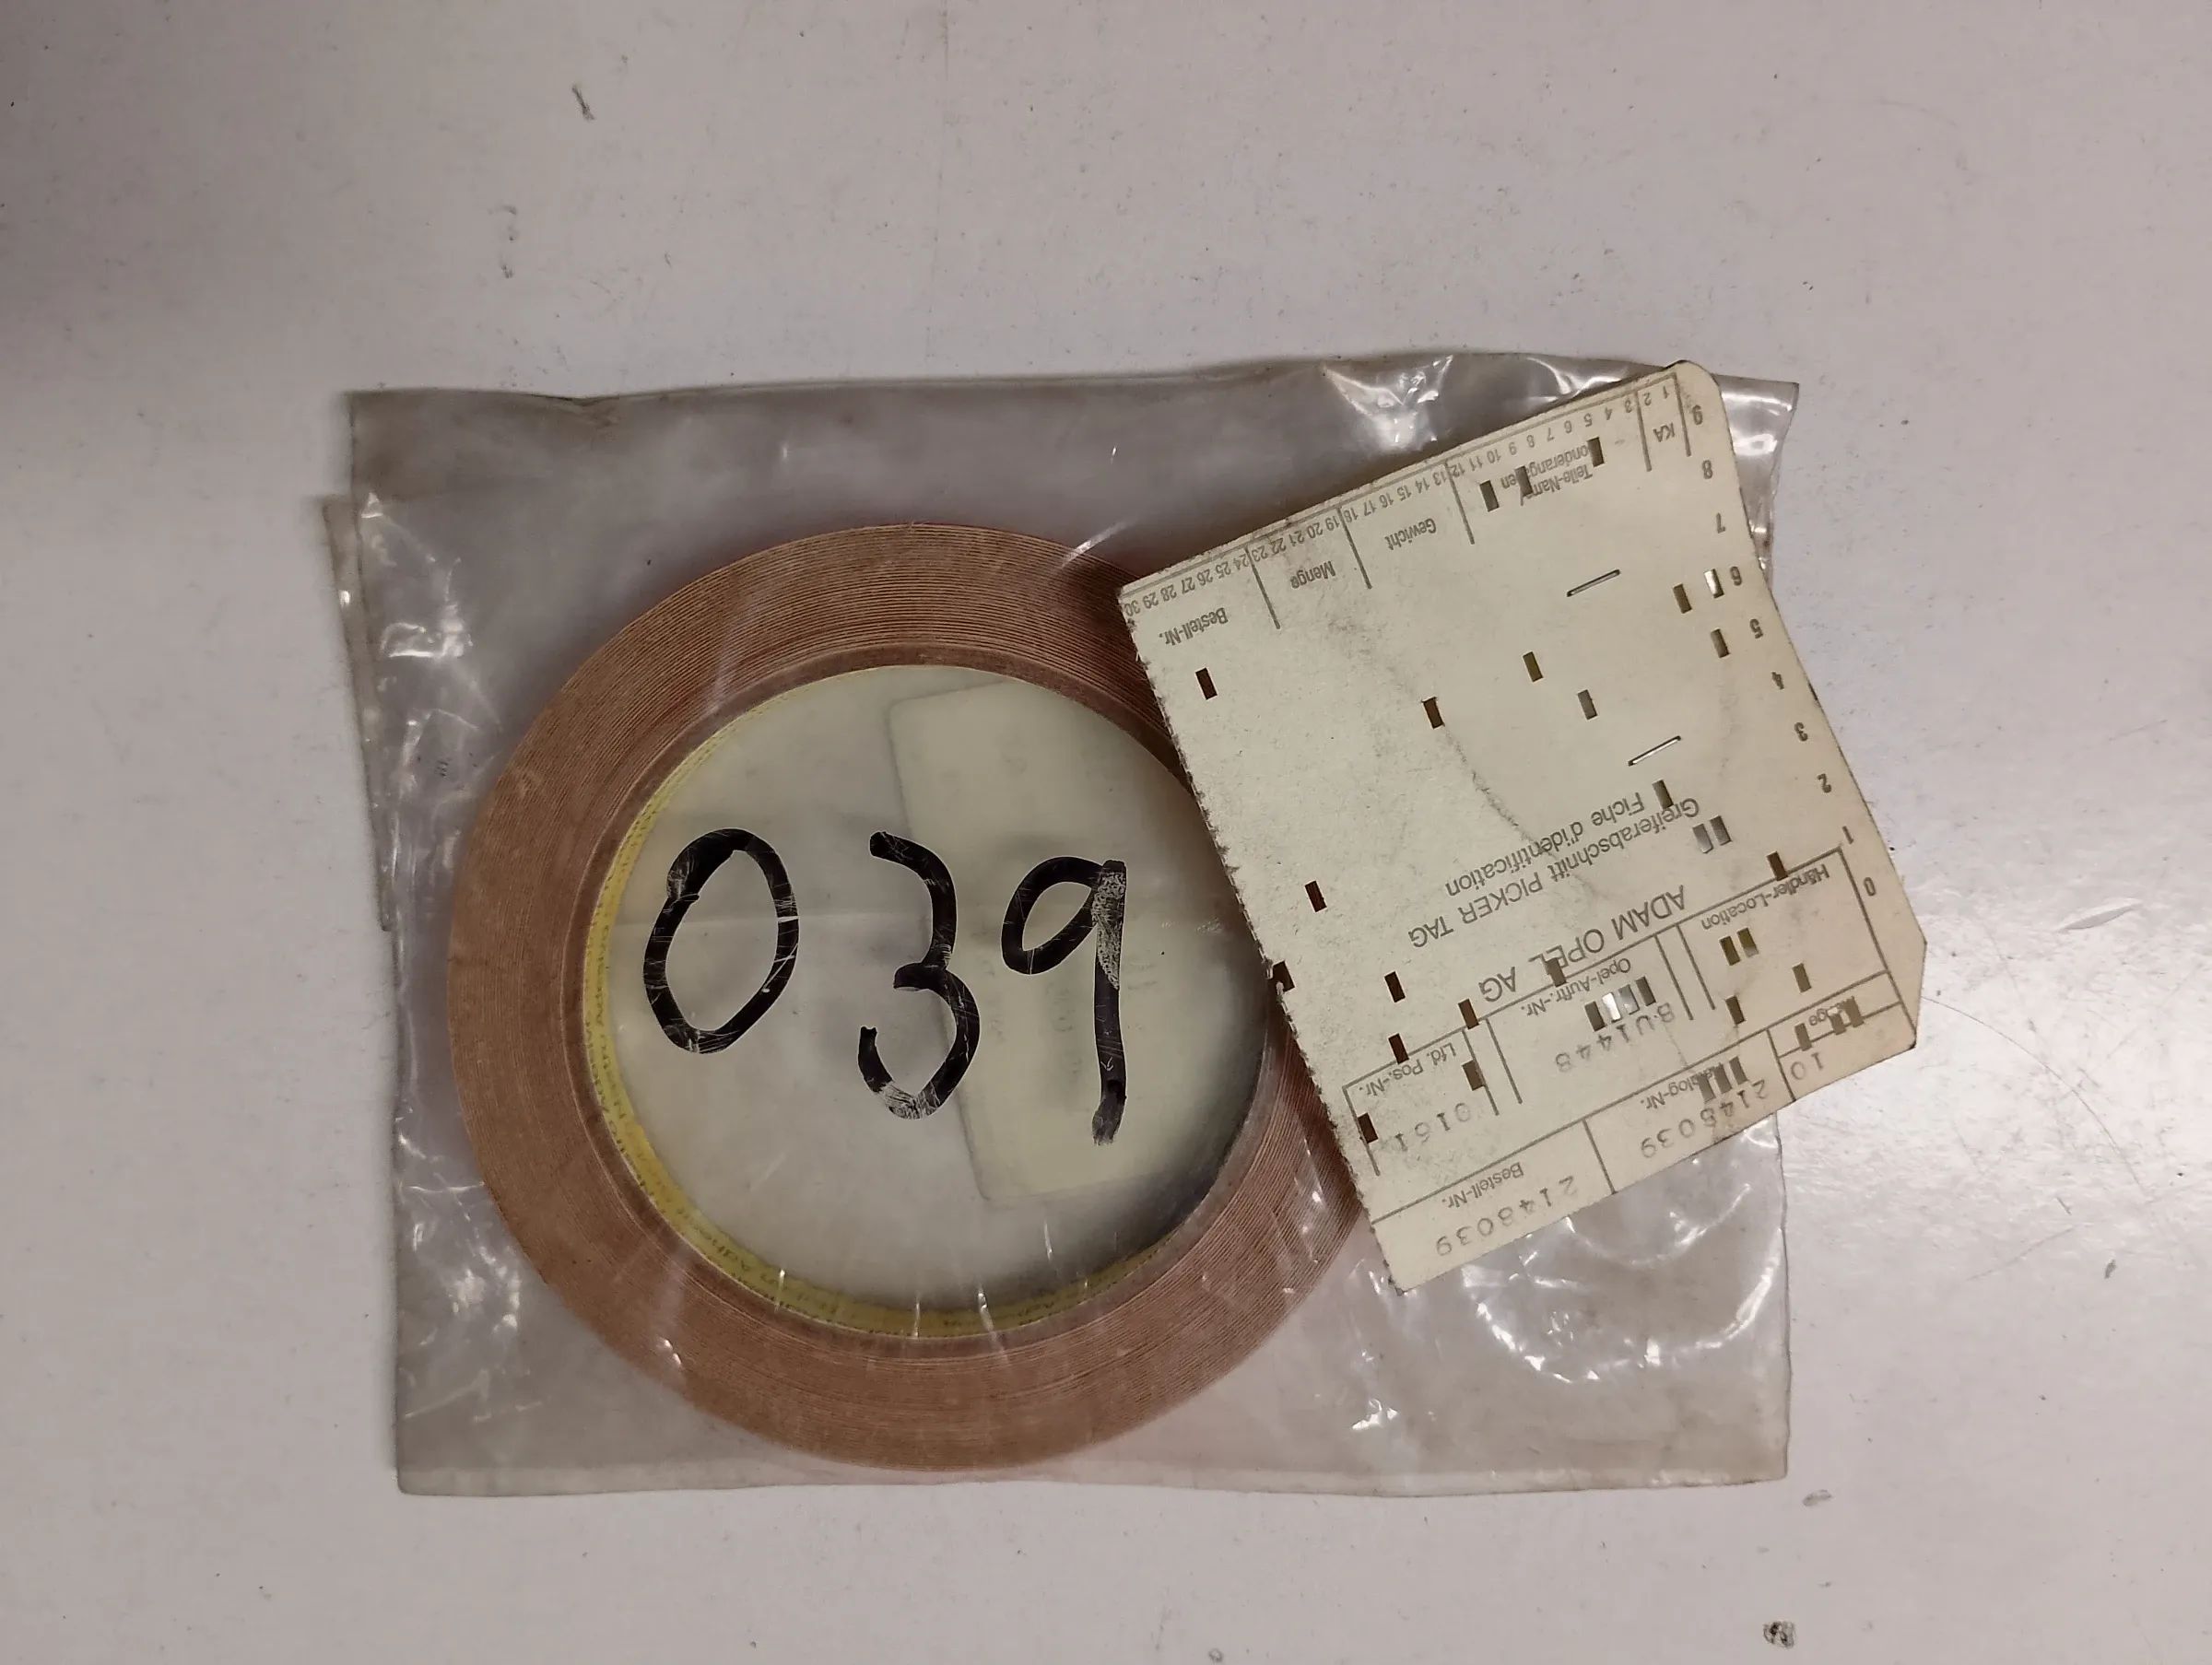 039
2148039
Bestell-Nr.
2148039
Katalog-Nr.
10
Menge
0161
Lfd. Pos.-Nr.
BU1448
Opel-Auftr.-Nr.
Händler-Location
ADAM OPEL AG
Greiferabschnitt PICKER TAG
Fiche d'identification
0
1
2
3
4
5
6
7
8
9
Bestell-Nr.
Menge
Gewicht
Teile-Name
KA
30 29 28 27 26 25 24 23 22 21 20 19 18 17 16 15 14 13 12 11 10 9 8 7 6 5 4 3 2 1